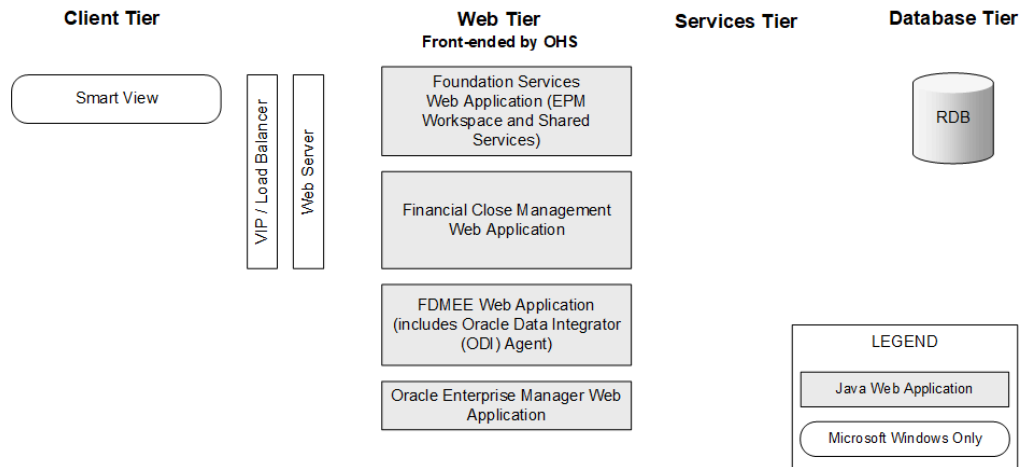 Client Tier
Web Tier
Front-ended by OHS
Services Tier
Database Tier
Smart View
VIP / Load Balancer
Web Server
Foundation Services
Web Application (EPM
Workspace and Shared
Services)
RDB
Financial Close Management
Web Application
FDMEE Web Application
(includes Oracle Data Integrator
(ODI) Agent)
Oracle Enterprise Manager Web
Application
LEGEND
Java Web Application
Microsoft Windows Only